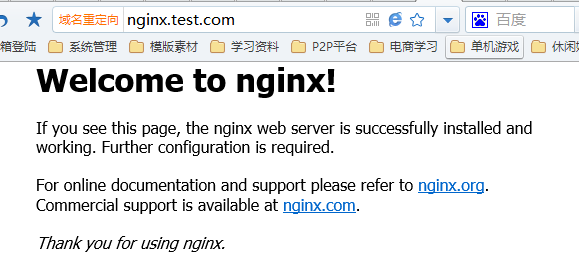 域名重定向 nginx.test.com 百度
箱登陆 系统管理 模版素材 学习资料 P2P平台 电商学习 单机游戏 休闲
Welcome to nginx!
If you see this page, the nginx web server is successfully installed and
working. Further configuration is required.
For online documentation and support please refer to nginx.org.
Commercial support is available at nginx.com.
Thank you for using nginx.